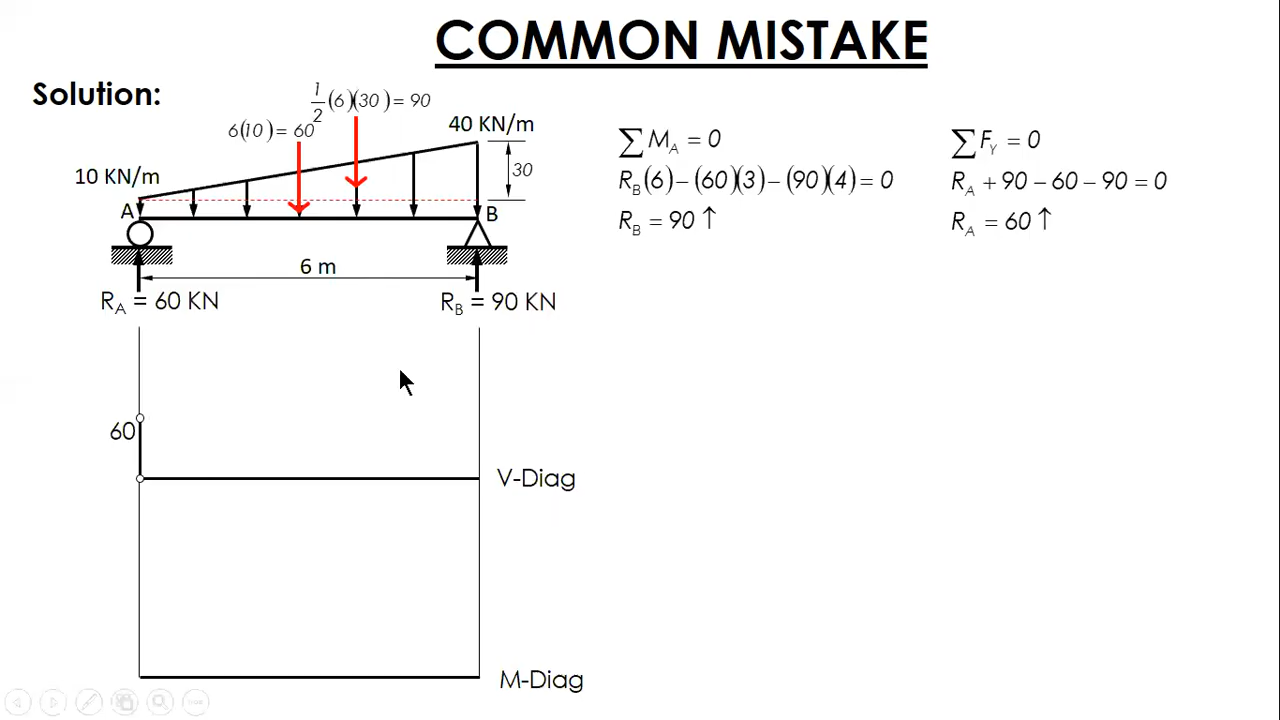 COMMON MISTAKE
Solution:
1/2 (6)(30) = 90
6(10) = 60
40 KN/m
10 KN/m
30
A
B
6 m
R_A = 60 KN
R_B = 90 KN
∑M_A = 0
R_B(6) − (60)(3) − (90)(4) = 0
R_B = 90 ↑
∑F_Y = 0
R_A + 90 − 60 − 90 = 0
R_A = 60 ↑
60
V-Diag
M-Diag